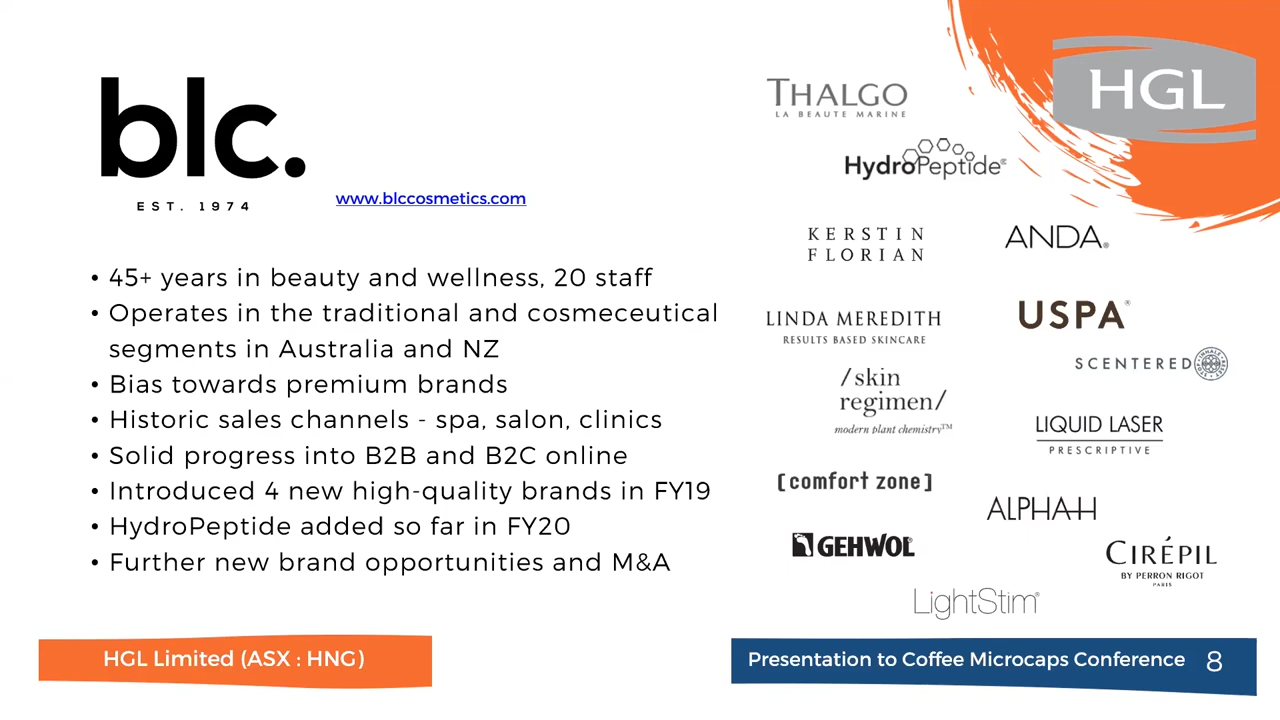 blc.
EST. 1974
www.blccosmetics.com
• 45+ years in beauty and wellness, 20 staff
• Operates in the traditional and cosmeceutical
segments in Australia and NZ
• Bias towards premium brands
• Historic sales channels - spa, salon, clinics
• Solid progress into B2B and B2C online
• Introduced 4 new high-quality brands in FY19
• HydroPeptide added so far in FY20
• Further new brand opportunities and M&A
HGL
THALGO
LA BEAUTE MARINE
HydroPeptide®
KERSTIN
FLORIAN
ANDA®
LINDA MEREDITH
RESULTS BASED SKINCARE
USPA®
SCENTERED
/skin
regimen/
modern plant chemistry™
LIQUID LASER
PRESCRIPTIVE
[comfort zone]
ALPHA-H
GEHWOL
CIRÉPIL
BY PERRON RIGOT
PARIS
LightStim®
HGL Limited (ASX : HNG)
Presentation to Coffee Microcaps Conference 8